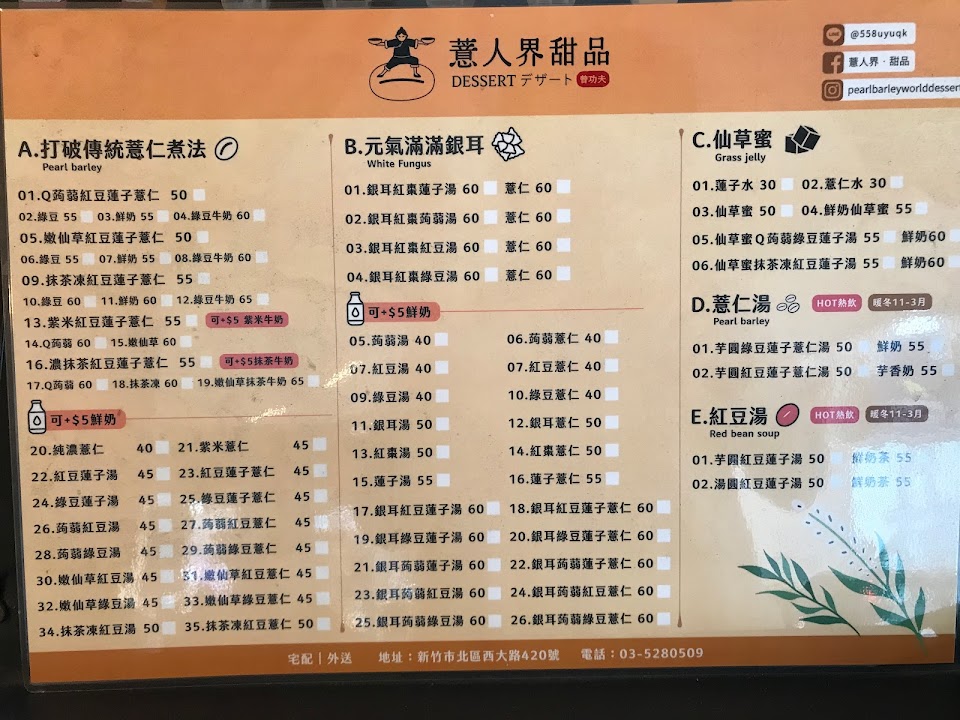 薏人界甜品
DESSERT デザート 曾功夫
@558uyuqk
薏人界‧甜品
pearlbarleyworlddessert
A.打破傳統薏仁煮法
Pearl barley
01.Q蒟蒻紅豆蓮子薏仁 50
02.綠豆 55 03.鮮奶 55 04.綠豆牛奶 60
05.嫩仙草紅豆蓮子薏仁 50
06.綠豆 55 07.鮮奶 55 08.綠豆牛奶 60
09.抹茶凍紅豆蓮子薏仁 55
10.綠豆 60 11.鮮奶 60 12.綠豆牛奶 65
13.紫米紅豆蓮子薏仁 55 可+$5 紫米牛奶
14.Q蒟蒻 60 15.嫩仙草 60
16.濃抹茶紅豆蓮子薏仁 55 可+$5抹茶牛奶
17.Q蒟蒻 60 18.抹茶凍 60 19.嫩仙草抹茶牛奶 65
可+$5鮮奶
20.純濃薏仁 40 21.紫米薏仁 45
22.紅豆蓮子湯 45 23.紅豆蓮子薏仁 45
24.綠豆蓮子湯 45 25.綠豆蓮子薏仁 45
26.蒟蒻紅豆湯 45 27.蒟蒻紅豆薏仁 45
28.蒟蒻綠豆湯 45 29.蒟蒻綠豆薏仁 45
30.嫩仙草紅豆湯 45 31.嫩仙草紅豆薏仁 45
32.嫩仙草綠豆湯 45 33.嫩仙草綠豆薏仁 45
34.抹茶凍紅豆湯 50 35.抹茶凍紅豆薏仁 50
B.元氣滿滿銀耳
White Fungus
01.銀耳紅棗蓮子湯 60 薏仁 60
02.銀耳紅棗蒟蒻湯 60 薏仁 60
03.銀耳紅棗紅豆湯 60 薏仁 60
04.銀耳紅棗綠豆湯 60 薏仁 60
可+$5鮮奶
05.蒟蒻湯 40 06.蒟蒻薏仁 40
07.紅豆湯 40 07.紅豆薏仁 40
09.綠豆湯 40 10.綠豆薏仁 40
11.銀耳湯 50 12.銀耳薏仁 50
13.紅棗湯 50 14.紅棗薏仁 50
15.蓮子湯 55 16.蓮子薏仁 55
17.銀耳紅豆蓮子湯 60 18.銀耳紅豆蓮子薏仁 60
19.銀耳綠豆蓮子湯 60 20.銀耳綠豆蓮子薏仁 60
21.銀耳蒟蒻蓮子湯 60 22.銀耳蒟蒻蓮子薏仁 60
23.銀耳蒟蒻紅豆湯 60 24.銀耳蒟蒻紅豆薏仁 60
25.銀耳蒟蒻綠豆湯 60 26.銀耳蒟蒻綠豆薏仁 60
C.仙草蜜
Grass jelly
01.蓮子水 30 02.薏仁水 30
03.仙草蜜 50 04.鮮奶仙草蜜 55
05.仙草蜜Q蒟蒻綠豆蓮子湯 55 鮮奶60
06.仙草蜜抹茶凍紅豆蓮子湯 55 鮮奶60
D.薏仁湯 HOT熱飲 暖冬11-3月
Pearl barley
01.芋圓綠豆蓮子薏仁湯 50 鮮奶 55
02.芋圓紅豆蓮子薏仁湯 50 芋香奶 55
E.紅豆湯 HOT熱飲 暖冬11-3月
Red bean soup
01.芋圓紅豆蓮子湯 50 鮮奶茶 55
02.湯圓紅豆蓮子湯 50 鮮奶茶 55
宅配｜外送 地址：新竹市北區西大路420號 電話：03-5280509